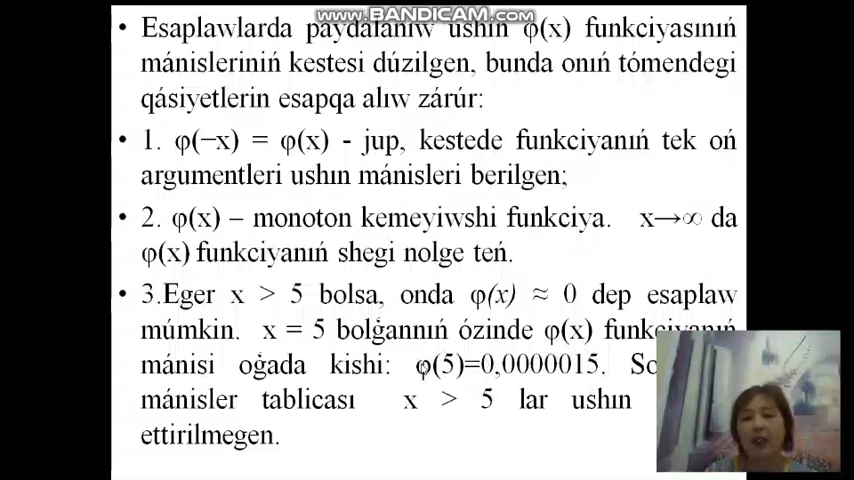 www.BANDICAM.com
• Esaplawlarda paydalanıw ushın φ(x) funkciyasınıń
mánisleriniń kestesi dúzilgen, bunda onıń tómendegi
qásiyetlerin esapqa alıw zárúr:
• 1. φ(−x) = φ(x) - jup, kestede funkciyanıń tek oń
argumentleri ushın mánisleri berilgen;
• 2. φ(x) – monoton kemeyiwshi funkciya. x→∞ da
φ(x) funkciyanıń shegi nolge teń.
• 3.Eger x > 5 bolsa, onda φ(x) ≈ 0 dep esaplaw
múmkin. x = 5 bolǵannıń ózinde φ(x) funkciyanıń
mánisi oǵada kishi: φ(5)=0,0000015.
mánisler tablicası x > 5 lar ushın
ettirilmegen.